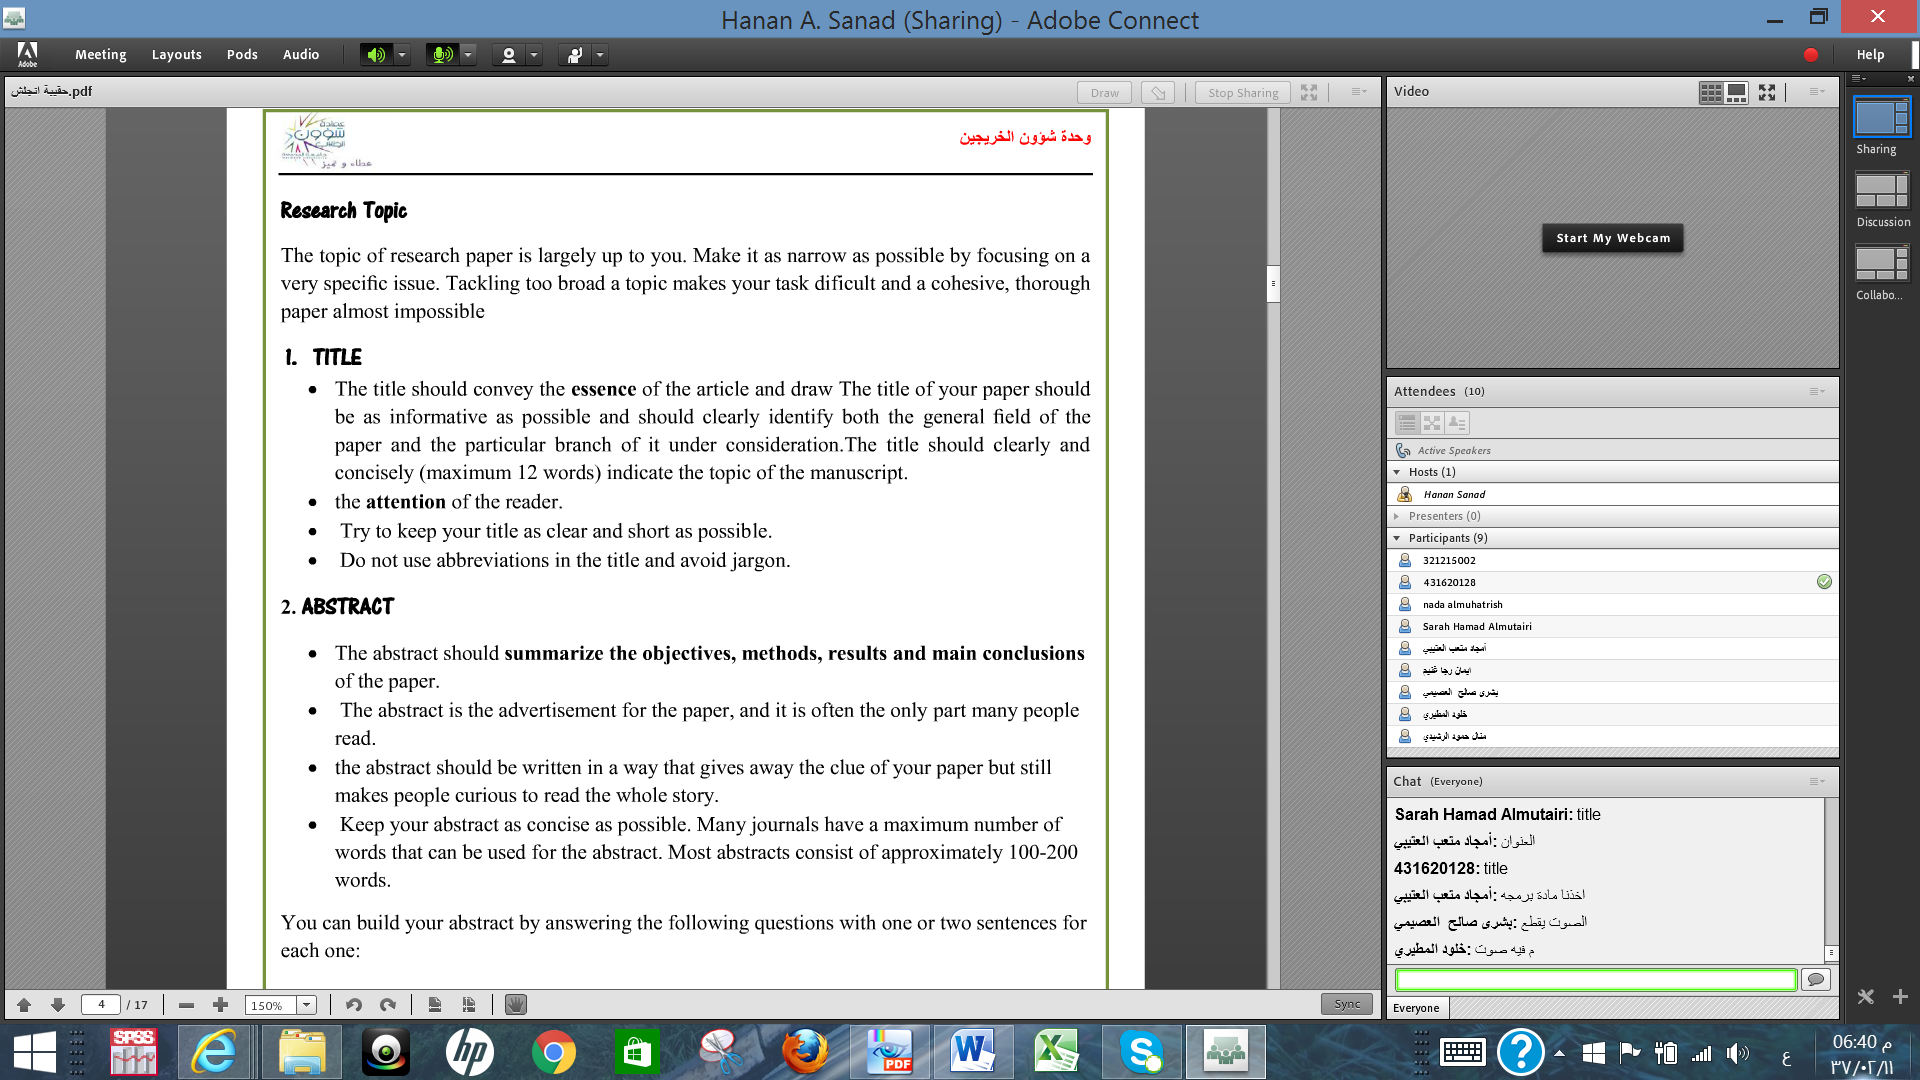 Hanan A. Sanad (Sharing) - Adobe Connect
Adobe
Meeting
Layouts
Pods
Audio
Help
حقيبة انجلش.pdf
Draw
Stop Sharing
شؤون
عطاء و تميز
وحدة شؤون الخريجين
Research Topic
The topic of research paper is largely up to you. Make it as narrow as possible by focusing on a
very specific issue. Tackling too broad a topic makes your task dificult and a cohesive, thorough
paper almost impossible
1. TITLE
• The title should convey the essence of the article and draw The title of your paper should
be as informative as possible and should clearly identify both the general field of the
paper and the particular branch of it under consideration.The title should clearly and
concisely (maximum 12 words) indicate the topic of the manuscript.
• the attention of the reader.
• Try to keep your title as clear and short as possible.
• Do not use abbreviations in the title and avoid jargon.
2. ABSTRACT
• The abstract should summarize the objectives, methods, results and main conclusions
of the paper.
• The abstract is the advertisement for the paper, and it is often the only part many people
read.
• the abstract should be written in a way that gives away the clue of your paper but still
makes people curious to read the whole story.
• Keep your abstract as concise as possible. Many journals have a maximum number of
words that can be used for the abstract. Most abstracts consist of approximately 100-200
words.
You can build your abstract by answering the following questions with one or two sentences for
each one:
4 / 17
150%
Sync
Video
Start My Webcam
Attendees (10)
Active Speakers
Hosts (1)
Hanan Sanad
Presenters (0)
Participants (9)
321215002
431620128
nada almuhatrish
Sarah Hamad Almutairi
أمجاد متعب العتيبي
ايمان رجا غنيم
بشرى صالح العصيمي
خلود المطيري
منال حمود الرشيدي
Chat (Everyone)
Sarah Hamad Almutairi: title
أمجاد متعب العتيبي: العنوان
431620128: title
أمجاد متعب العتيبي: اخذنا مادة برمجه
بشرى صالح العصيمي: الصوت يقطع
خلود المطيري: م فيه صوت
Everyone
Sharing
Discussion
Collabo...
SPSS
hp
PDF
ع
06:40 م
٣٧/٠٢/١١